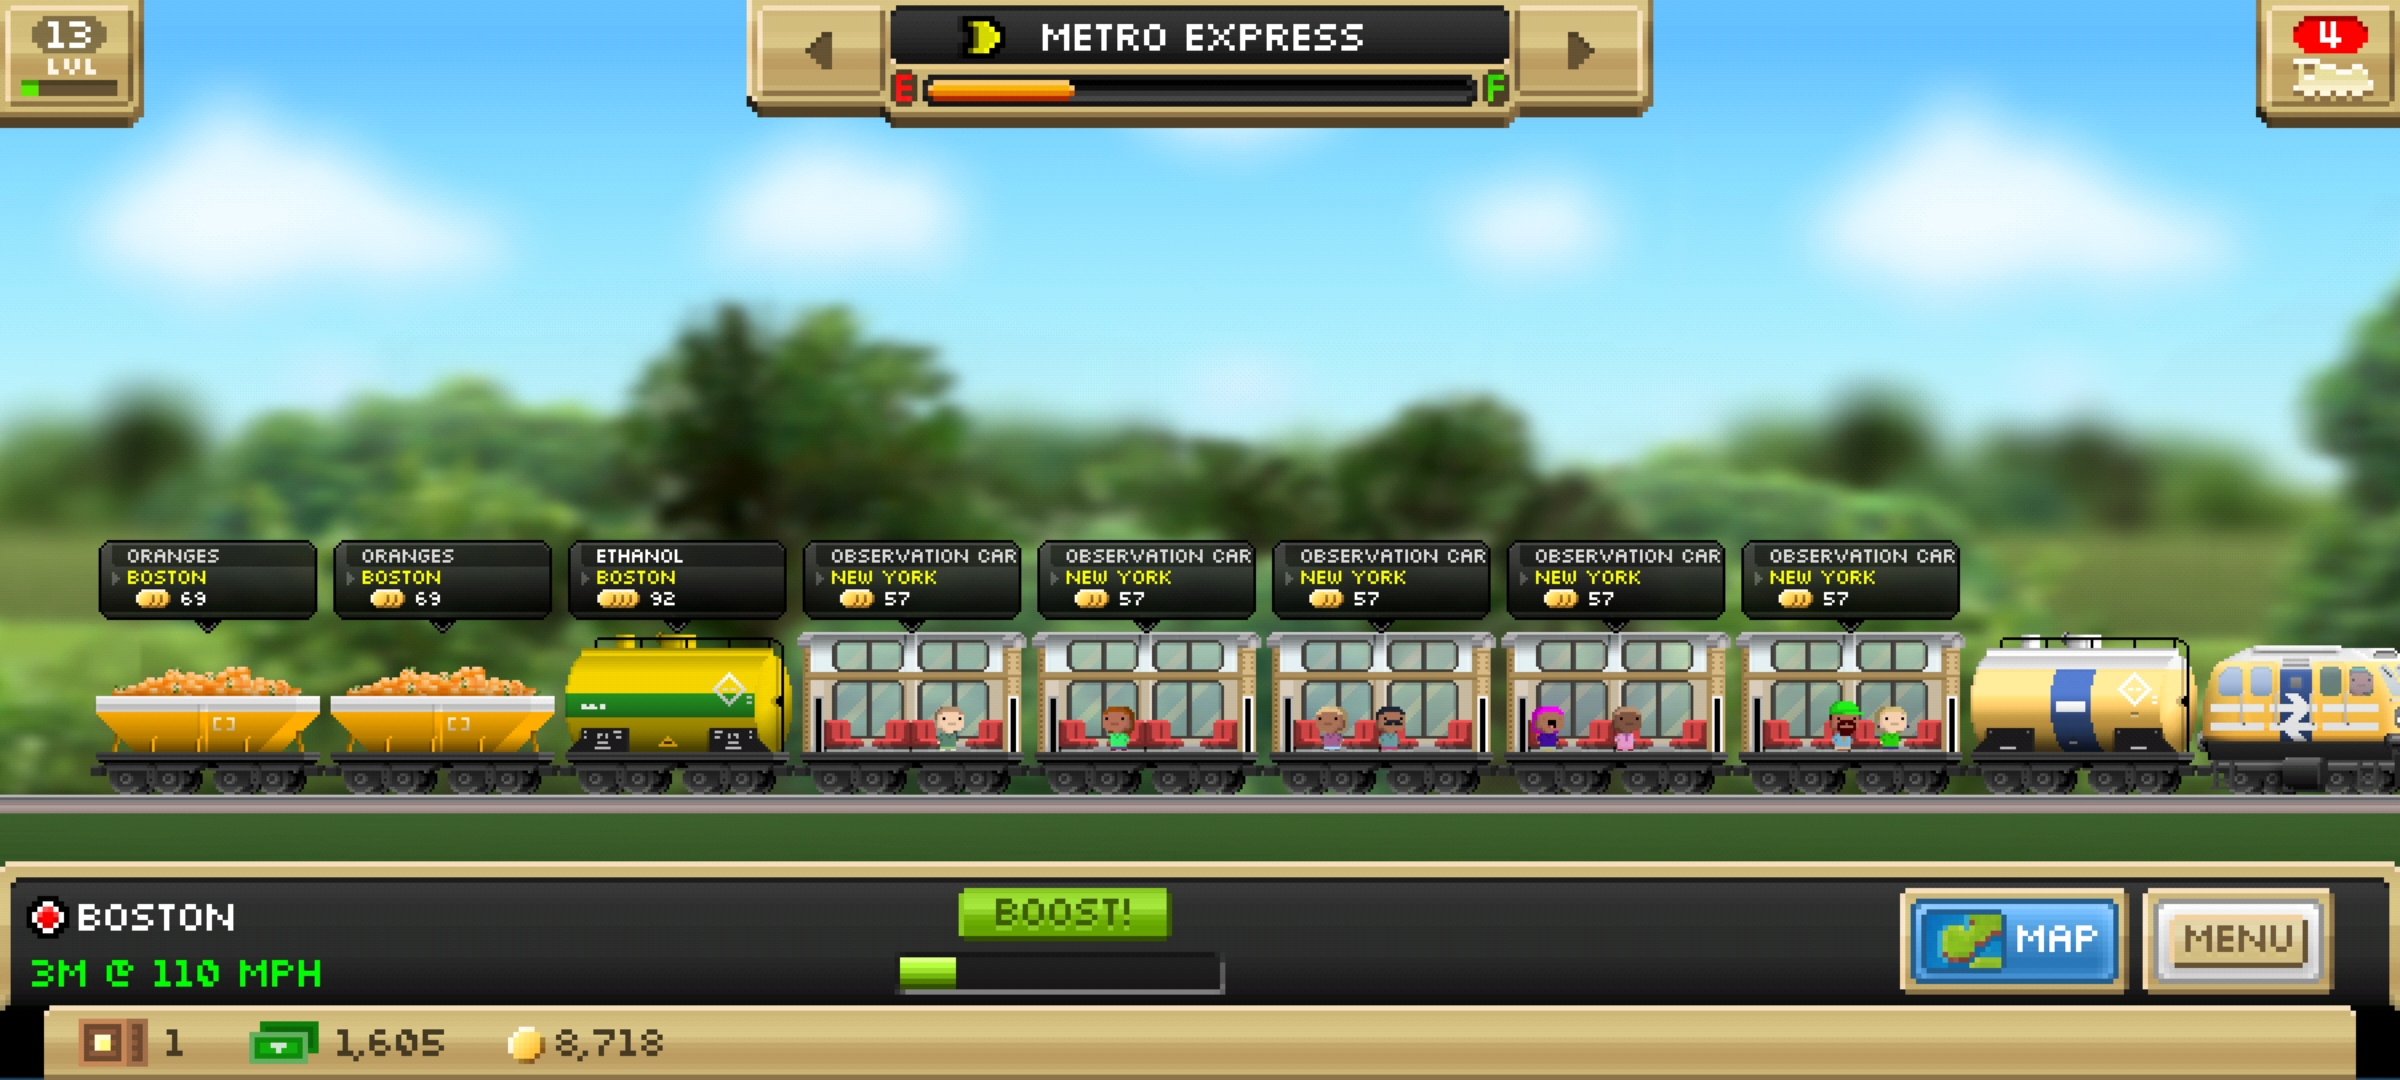 13
LVL
METRO EXPRESS
E F
4
ORANGES
BOSTON
69
ORANGES
BOSTON
69
ETHANOL
BOSTON
92
OBSERVATION CAR
NEW YORK
57
OBSERVATION CAR
NEW YORK
57
OBSERVATION CAR
NEW YORK
57
OBSERVATION CAR
NEW YORK
57
OBSERVATION CAR
NEW YORK
57
BOSTON
3M @ 110 MPH
BOOST!
MAP
MENU
1
1,605
8,718